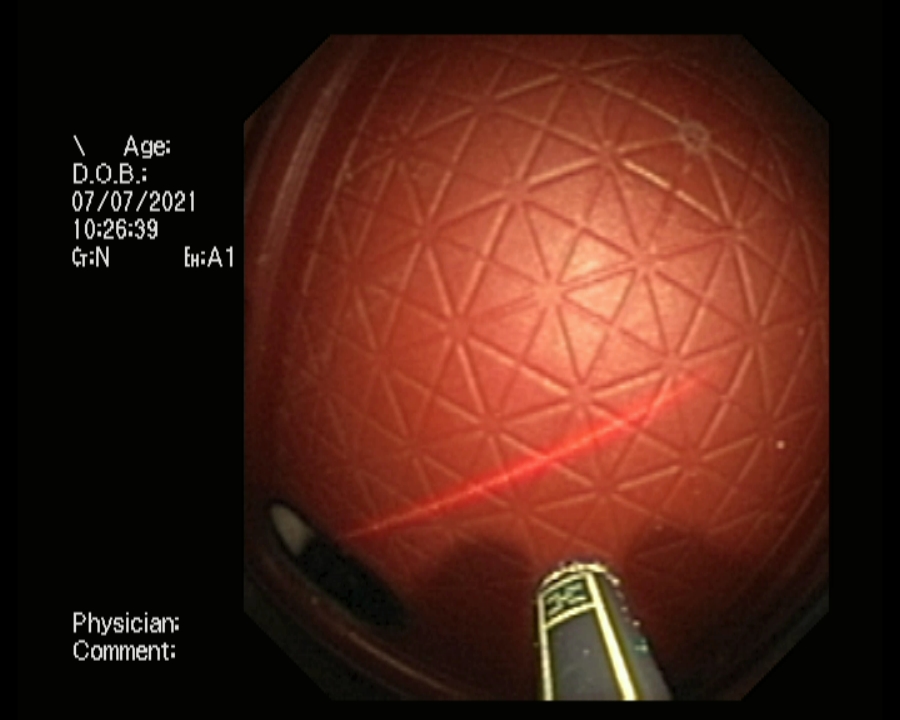 \ Age:
D.O.B.:
07/07/2021
10:26:39
Cr:N EH:A1
Physician:
Comment: